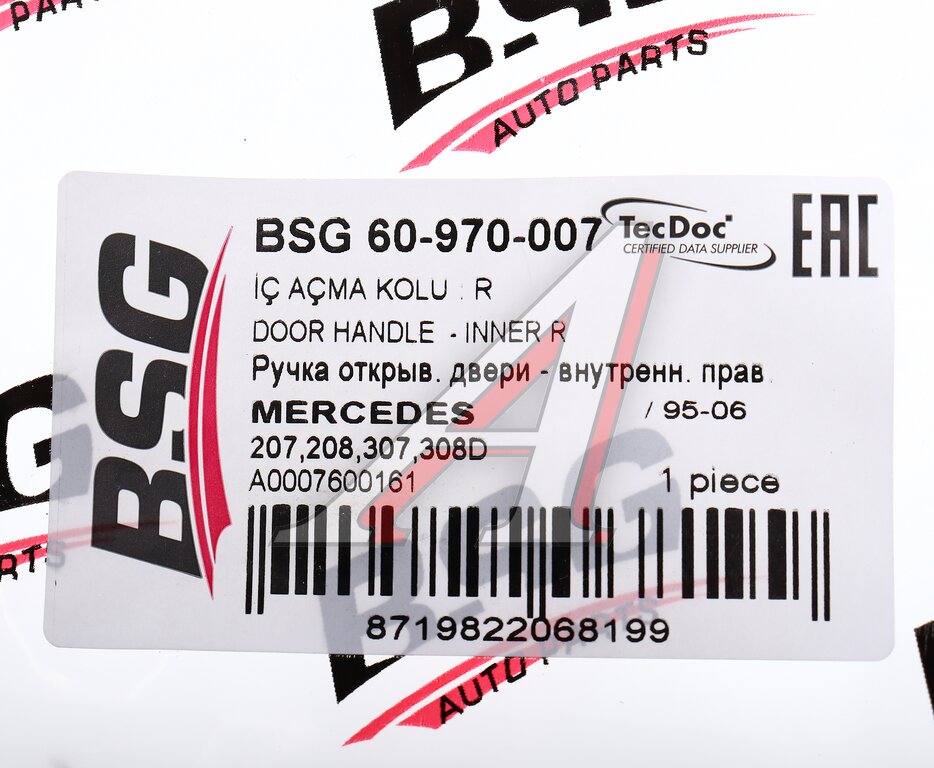 PARTS
BSG
AUTO PARTS
BSG
BSG 60-970-007
TecDoc
CERTIFIED DATA SUPPLIER
EAC
İÇ AÇMA KOLU : R
DOOR HANDLE - INNER R
Ручка открыв. двери - внутренн. прав.
MERCEDES / 95-06
207,208,307,308D
A0007600161 1 piece
8719822068199
BSG
AUTO PARTS